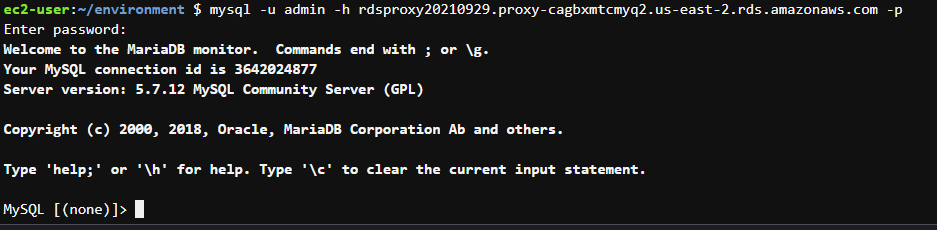 ec2-user:~/environment $ mysql -u admin -h rdsproxy20210929.proxy-cagbxmtcmyq2.us-east-2.rds.amazonaws.com -p
Enter password:
Welcome to the MariaDB monitor.  Commands end with ; or \g.
Your MySQL connection id is 3642024877
Server version: 5.7.12 MySQL Community Server (GPL)
Copyright (c) 2000, 2018, Oracle, MariaDB Corporation Ab and others.
Type 'help;' or '\h' for help. Type '\c' to clear the current input statement.
MySQL [(none)]>